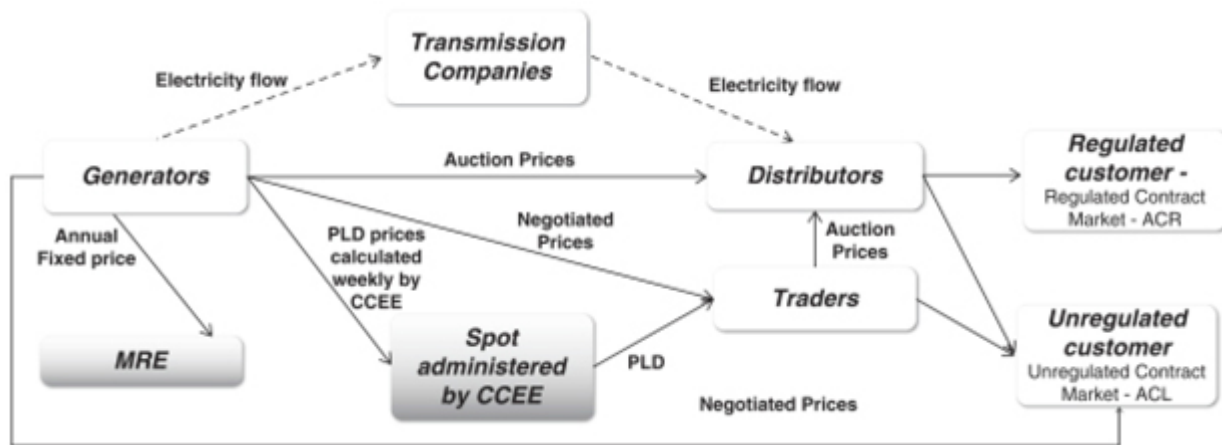 Transmission
Companies
Electricity flow
Electricity flow
Generators
Auction Prices
Distributors
Regulated
customer -
Regulated Contract
Market - ACR
Annual
Fixed price
PLD prices
calculated
weekly by
CCEE
Negotiated
Prices
Auction
Prices
Traders
MRE
Spot
administered
by CCEE
PLD
Unregulated
customer
Unregulated Contract
Market - ACL
Negotiated Prices